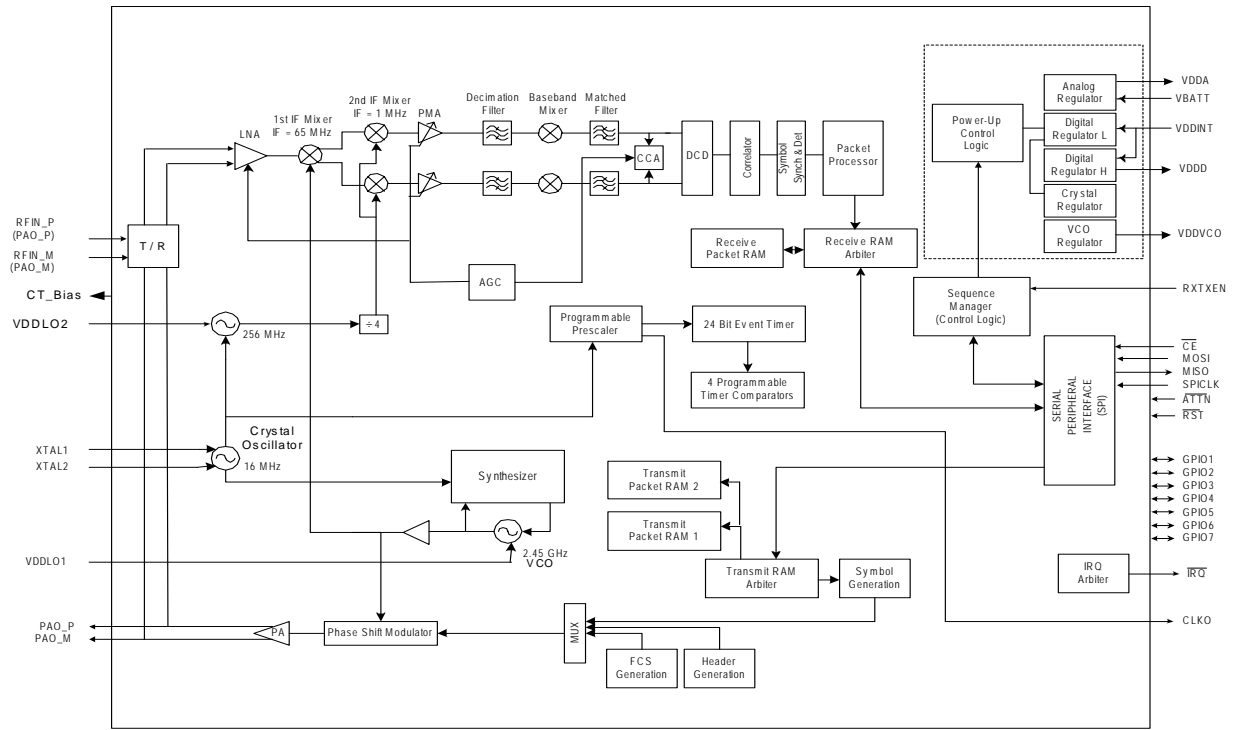 1st IF Mixer
IF = 65 MHz
2nd IF Mixer
IF = 1 MHz
PMA
Decimation
Filter
Baseband
Mixer
Matched
Filter
LNA
CCA
DCD
Correlator
Symbol
Synch & Det
Packet
Processor
Power-Up
Control
Logic
Analog
Regulator
Digital
Regulator L
Digital
Regulator H
Crystal
Regulator
VCO
Regulator
VDDA
VBATT
VDDINT
VDDD
VDDVCO
RFIN_P
(PAO_P)
RFIN_M
(PAO_M)
T / R
CT_Bias
VDDLO2
256 MHz
÷4
AGC
Receive
Packet RAM
Receive RAM
Arbiter
Sequence
Manager
(Control Logic)
RXTXEN
Programmable
Prescaler
24 Bit Event Timer
4 Programmable
Timer Comparators
SERIAL
PERIPHERAL
INTERFACE
(SPI)
CE
MOSI
MISO
SPICLK
ATTN
RST
XTAL1
XTAL2
Crystal
Oscillator
16 MHz
Synthesizer
2.45 GHz
VCO
VDDLO1
Transmit
Packet RAM 2
Transmit
Packet RAM 1
Transmit RAM
Arbiter
Symbol
Generation
GPIO1
GPIO2
GPIO3
GPIO4
GPIO5
GPIO6
GPIO7
IRQ
Arbiter
IRQ
CLKO
PAO_P
PAO_M
PA
Phase Shift Modulator
MUX
FCS
Generation
Header
Generation